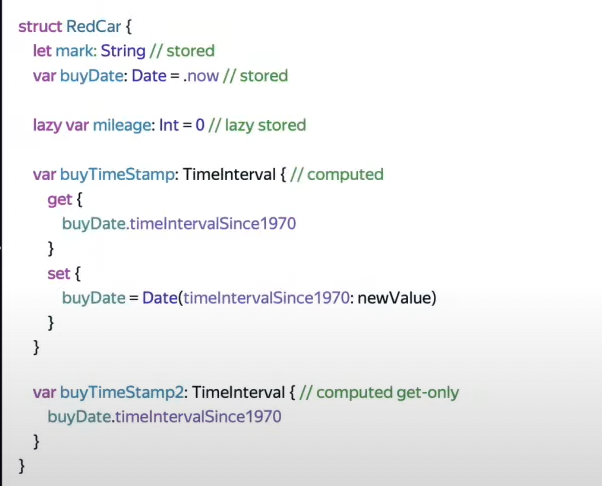 struct RedCar {
let mark: String // stored
var buyDate: Date = .now // stored
lazy var mileage: Int = 0 // lazy stored
var buyTimeStamp: TimeInterval { // computed
get {
buyDate.timeIntervalSince1970
}
set {
buyDate = Date(timeIntervalSince1970: newValue)
}
}
var buyTimeStamp2: TimeInterval { // computed get-only
buyDate.timeIntervalSince1970
}
}